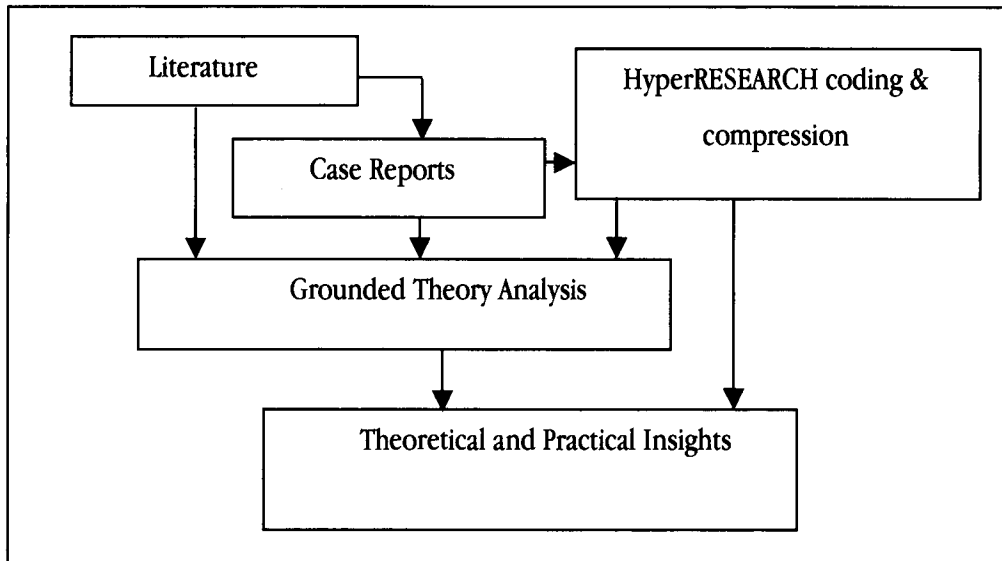 Literature
HyperRESEARCH coding &
compression
Case Reports
Grounded Theory Analysis
Theoretical and Practical Insights